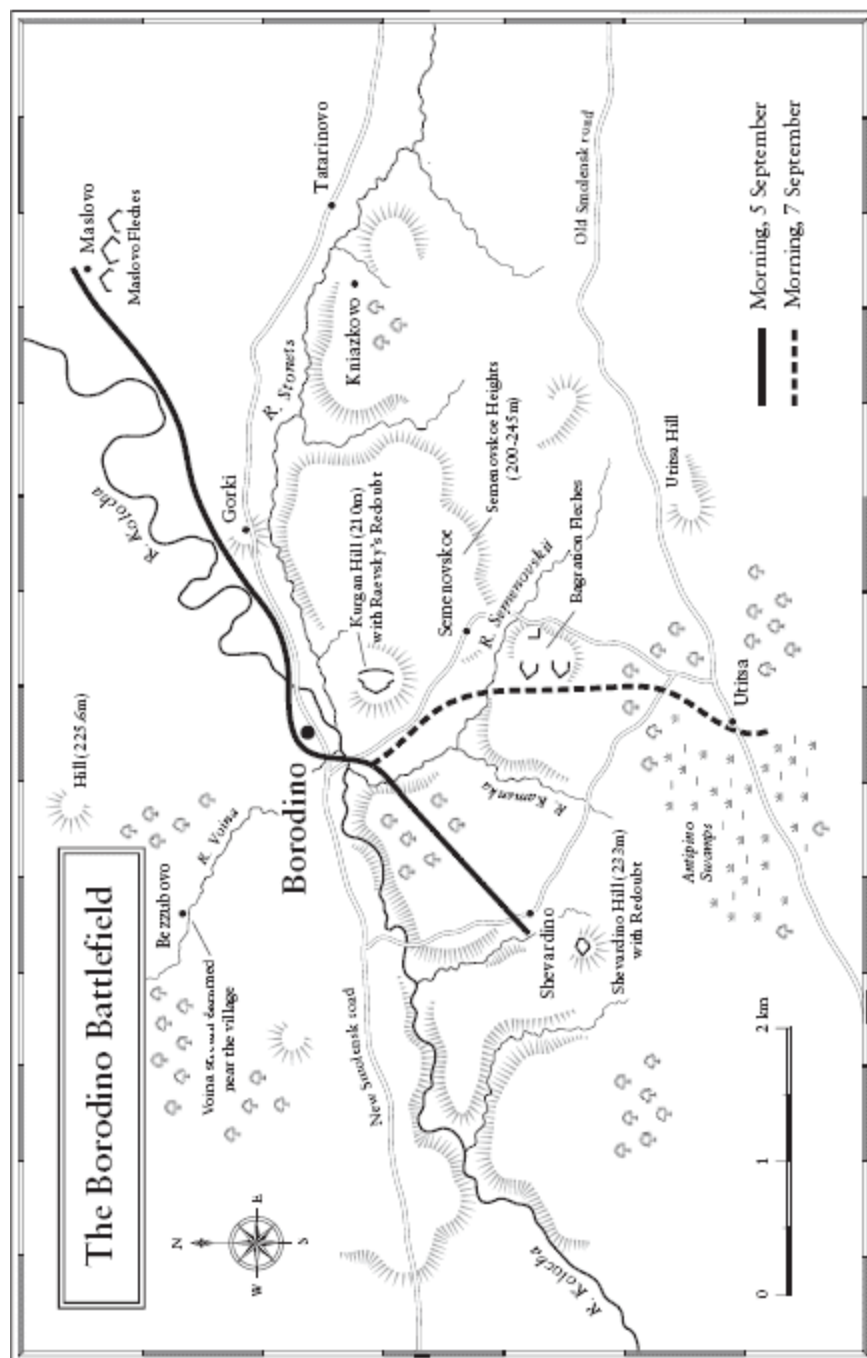 The Borodino Battlefield
N
W
E
S
Hill (225.6m)
Maslovo
Maslovo Fleches
Bezzubovo
R. Voina
near the village
R. Kolocha
Gorki
Borodino
Tatarinovo
R. Stonets
Kniazkovo
New Smolensk road
Kurgan Hill (210m)
with Raevsky's Redoubt
Semenovskoe
Semenovskoe Heights
(200-245m)
R. Semenovskii
Bagration Fleches
R. Kamenka
Shevardino
Shevardino Hill (233m)
with Redoubt
Old Smolensk road
Utitsa Hill
Utitsa
Antipino
Swamps
R. Kolocha
0
1
2 km
Morning, 5 September
Morning, 7 September